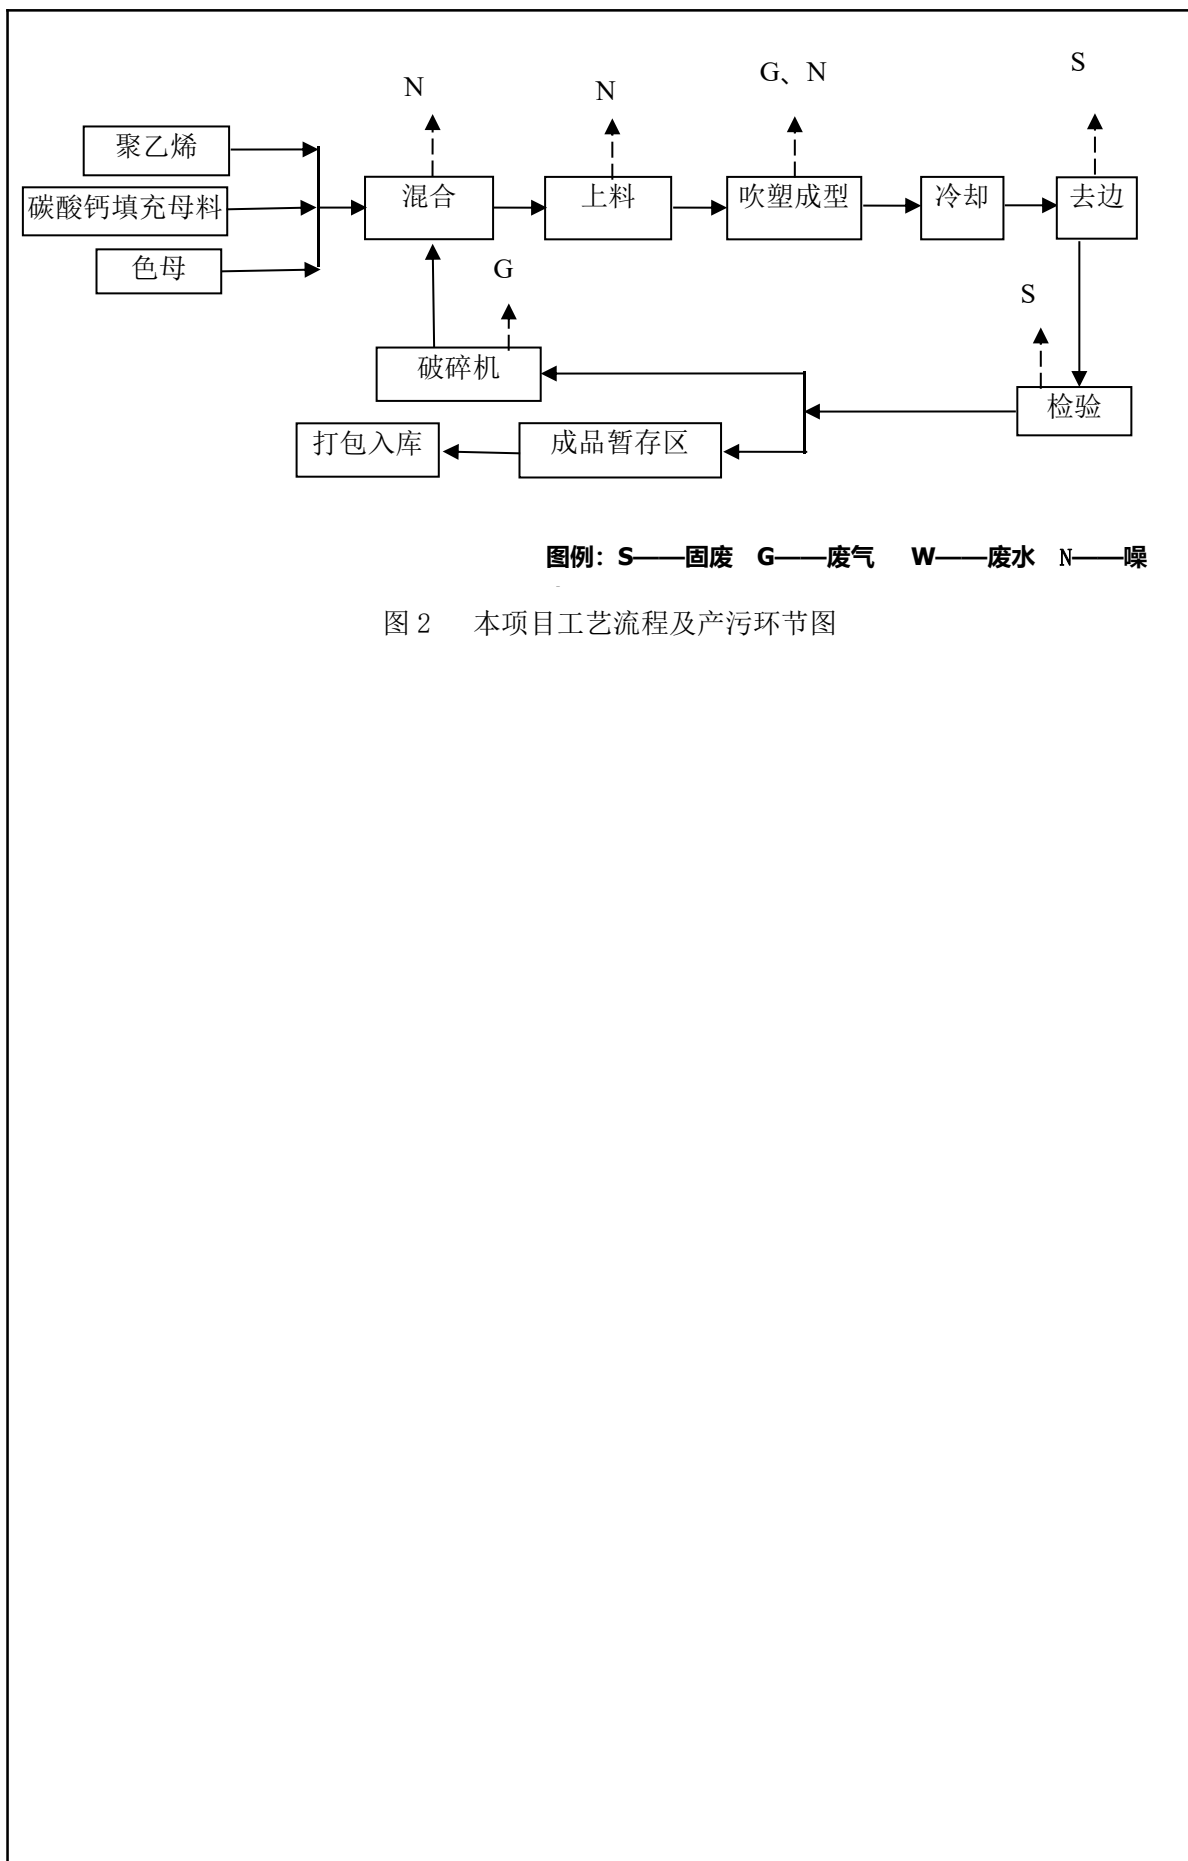 G、N
S
N
N
聚乙烯
混合
上料
吹塑成型
冷却
去边
碳酸钙填充母料
色母
G
S
破碎机
检验
打包入库
成品暂存区
图例：S——固废 G——废气 W——废水 N——噪
图 2 本项目工艺流程及产污环节图